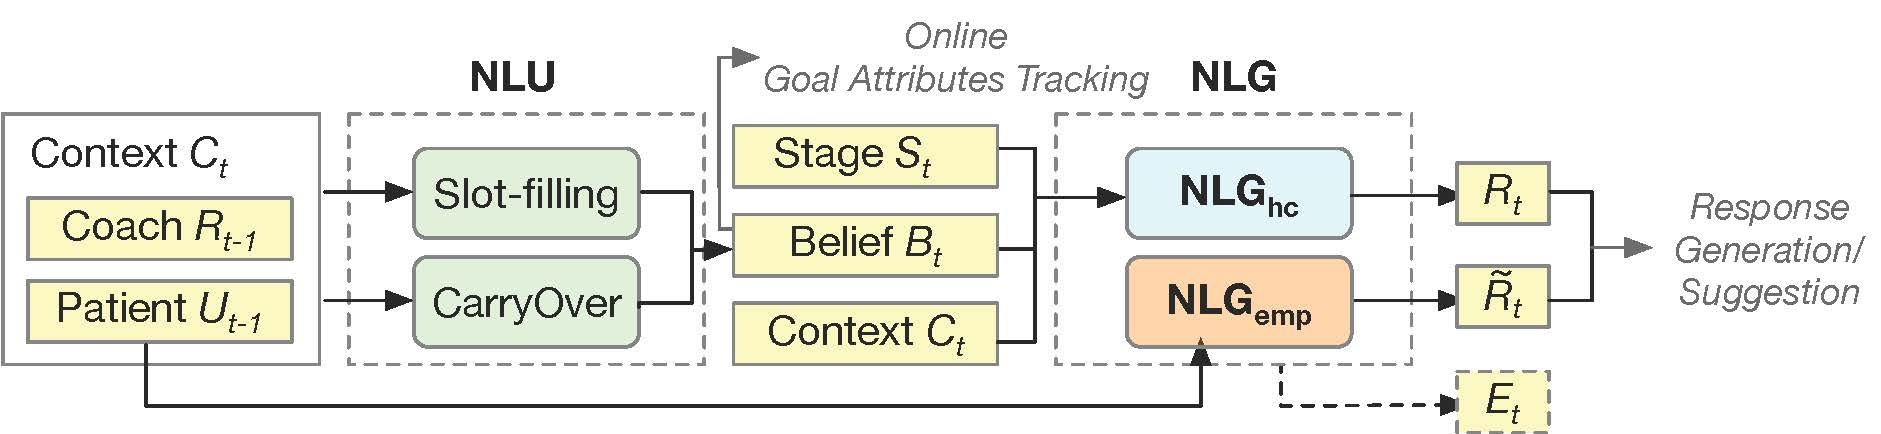 Context C_t
Coach R_t-1
Patient U_t-1
NLU
Slot-filling
CarryOver
Online
Goal Attributes Tracking
Stage S_t
Belief B_t
Context C_t
NLG
NLG_hc
NLG_emp
R_t
R̃_t
E_t
Response
Generation/
Suggestion